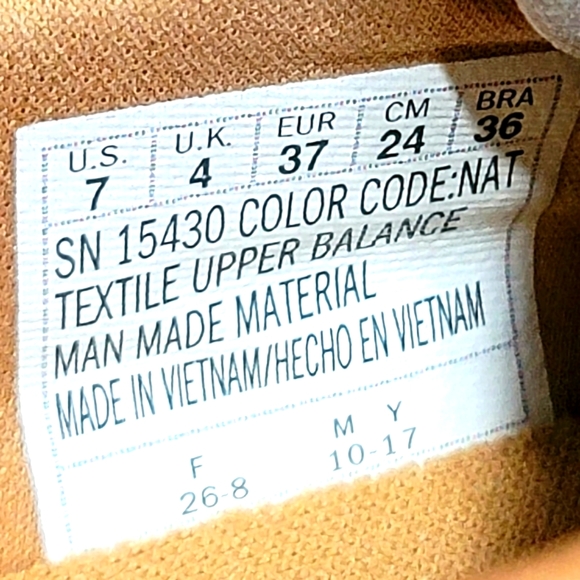 U.S. U.K. EUR CM BRA
7 4 37 24 36
SN 15430 COLOR CODE:NAT
TEXTILE UPPER BALANCE
MAN MADE MATERIAL
MADE IN VIETNAM/HECHO EN VIETNAM
F M Y
26-8 10-17